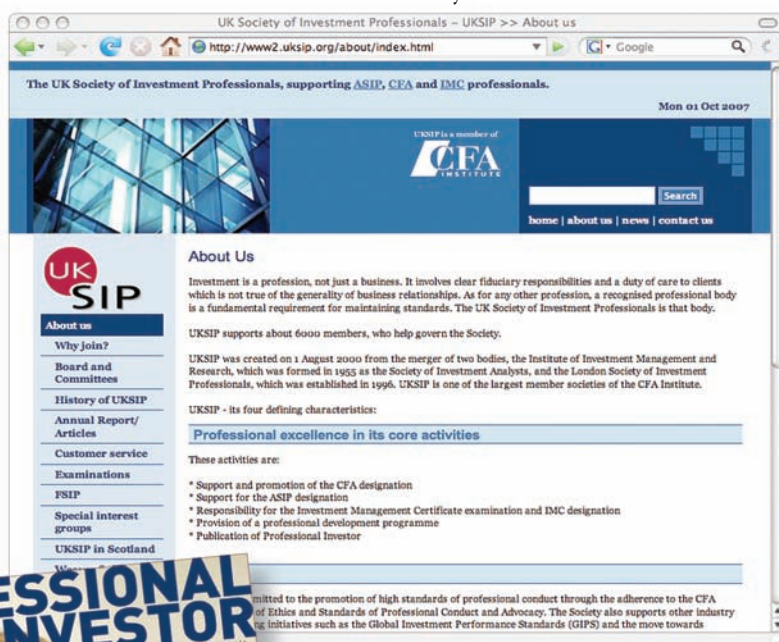 UK Society of Investment Professionals – UKSIP >> About us
http://www2.uksip.org/about/index.html
Google
The UK Society of Investment Professionals, supporting ASIP, CFA and IMC professionals.
Mon 01 Oct 2007
UKSIP is a member of
CFA
INSTITUTE
Search
home | about us | news | contact us
UK
SIP
About us
Why join?
Board and
Committees
History of UKSIP
Annual Report/
Articles
Customer service
Examinations
FSIP
Special interest
groups
UKSIP in Scotland
About Us
Investment is a profession, not just a business. It involves clear fiduciary responsibilities and a duty of care to clients
which is not true of the generality of business relationships. As for any other profession, a recognised professional body
is a fundamental requirement for maintaining standards. The UK Society of Investment Professionals is that body.
UKSIP supports about 6000 members, who help govern the Society.
UKSIP was created on 1 August 2000 from the merger of two bodies, the Institute of Investment Management and
Research, which was formed in 1955 as the Society of Investment Analysts, and the London Society of Investment
Professionals, which was established in 1996. UKSIP is one of the largest member societies of the CFA Institute.
UKSIP - its four defining characteristics:
Professional excellence in its core activities
These activities are:
* Support and promotion of the CFA designation
* Support for the ASIP designation
* Responsibility for the Investment Management Certificate examination and IMC designation
* Provision of a professional development programme
* Publication of Professional Investor
mitted to the promotion of high standards of professional conduct through the adherence to the CFA
of Ethics and Standards of Professional Conduct and Advocacy. The Society also supports other industry
ng initiatives such as the Global Investment Performance Standards (GIPS) and the move towards
ESSIONAL
NVESTOR